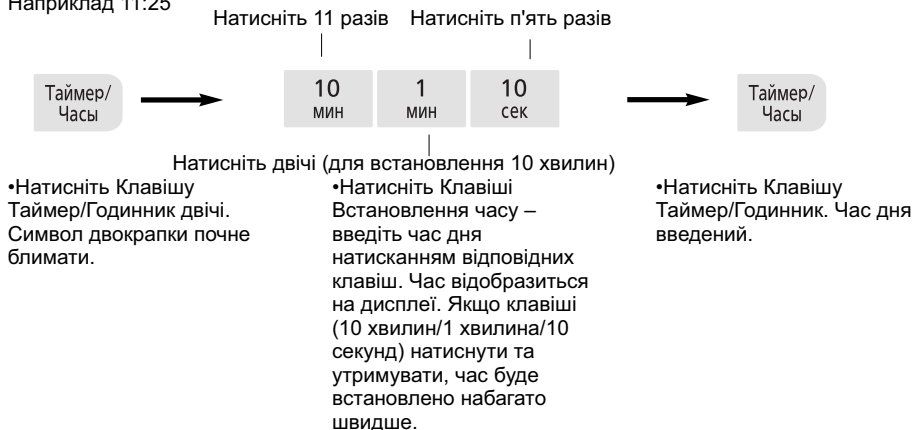 Наприклад 11:25
Натисніть 11 разів
Натисніть п'ять разів
Таймер/
Часы
10
мин
1
мин
10
сек
Таймер/
Часы
Натисніть двічі (для встановлення 10 хвилин)
•Натисніть Клавішу
Таймер/Годинник двічі.
Символ двокрапки почне
блимати.
•Натисніть Клавіші
Встановлення часу –
введіть час дня
натисканням відповідних
клавіш. Час відобразиться
на дисплеї. Якщо клавіші
(10 хвилин/1 хвилина/10
секунд) натиснути та
утримувати, час буде
встановлено набагато
швидше.
•Натисніть Клавішу
Таймер/Годинник. Час дня
введений.